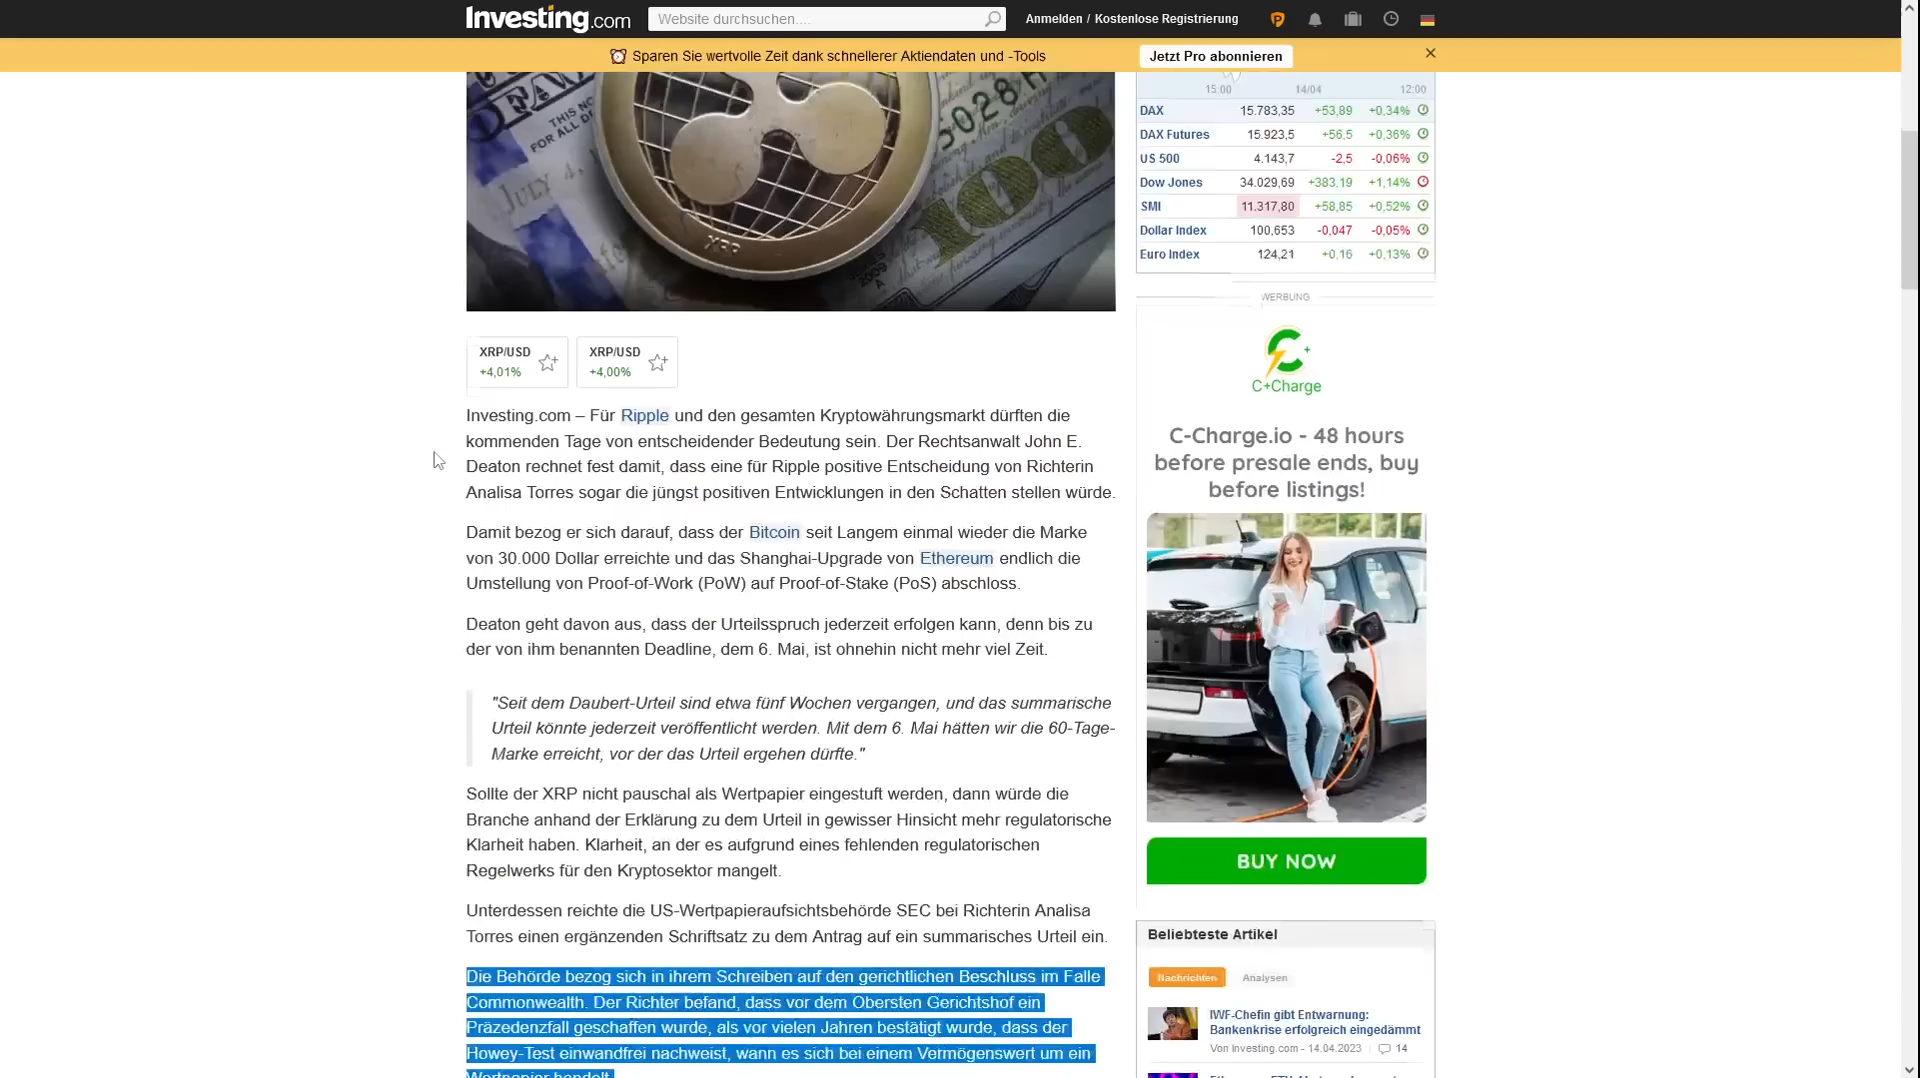 Investing.com
Website durchsuchen....
Anmelden / Kostenlose Registrierung
Sparen Sie wertvolle Zeit dank schnellerer Aktiendaten und -Tools
Jetzt Pro abonnieren
THIS NO
FOR ALL D
July 4th
028
100
2009
A
XRP
15:00 14/04 12:00
DAX 15.783,35 +53,89 +0,34%
DAX Futures 15.923,5 +56,5 +0,36%
US 500 4.143,7 -2,5 -0,06%
Dow Jones 34.029,69 +383,19 +1,14%
SMI 11.317,80 +58,85 +0,52%
Dollar Index 100,653 -0,047 -0,05%
Euro Index 124,21 +0,16 +0,13%
WERBUNG
C+Charge
C-Charge.io - 48 hours
before presale ends, buy
before listings!
BUY NOW
XRP/USD
+4,01%
XRP/USD
+4,00%
Investing.com – Für Ripple und den gesamten Kryptowährungsmarkt dürften die
kommenden Tage von entscheidender Bedeutung sein. Der Rechtsanwalt John E.
Deaton rechnet fest damit, dass eine für Ripple positive Entscheidung von Richterin
Analisa Torres sogar die jüngst positiven Entwicklungen in den Schatten stellen würde.
Damit bezog er sich darauf, dass der Bitcoin seit Langem einmal wieder die Marke
von 30.000 Dollar erreichte und das Shanghai-Upgrade von Ethereum endlich die
Umstellung von Proof-of-Work (PoW) auf Proof-of-Stake (PoS) abschloss.
Deaton geht davon aus, dass der Urteilsspruch jederzeit erfolgen kann, denn bis zu
der von ihm benannten Deadline, dem 6. Mai, ist ohnehin nicht mehr viel Zeit.
"Seit dem Daubert-Urteil sind etwa fünf Wochen vergangen, und das summarische
Urteil könnte jederzeit veröffentlicht werden. Mit dem 6. Mai hätten wir die 60-Tage-
Marke erreicht, vor der das Urteil ergehen dürfte."
Sollte der XRP nicht pauschal als Wertpapier eingestuft werden, dann würde die
Branche anhand der Erklärung zu dem Urteil in gewisser Hinsicht mehr regulatorische
Klarheit haben. Klarheit, an der es aufgrund eines fehlenden regulatorischen
Regelwerks für den Kryptosektor mangelt.
Unterdessen reichte die US-Wertpapieraufsichtsbehörde SEC bei Richterin Analisa
Torres einen ergänzenden Schriftsatz zu dem Antrag auf ein summarisches Urteil ein.
Die Behörde bezog sich in ihrem Schreiben auf den gerichtlichen Beschluss im Falle
Commonwealth. Der Richter befand, dass vor dem Obersten Gerichtshof ein
Präzedenzfall geschaffen wurde, als vor vielen Jahren bestätigt wurde, dass der
Howey-Test einwandfrei nachweist, wann es sich bei einem Vermögenswert um ein
Wertpapier handelt.
Beliebteste Artikel
Nachrichten Analysen
IWF-Chefin gibt Entwarnung:
Bankenkrise erfolgreich eingedämmt
Von Investing.com - 14.04.2023 | 14